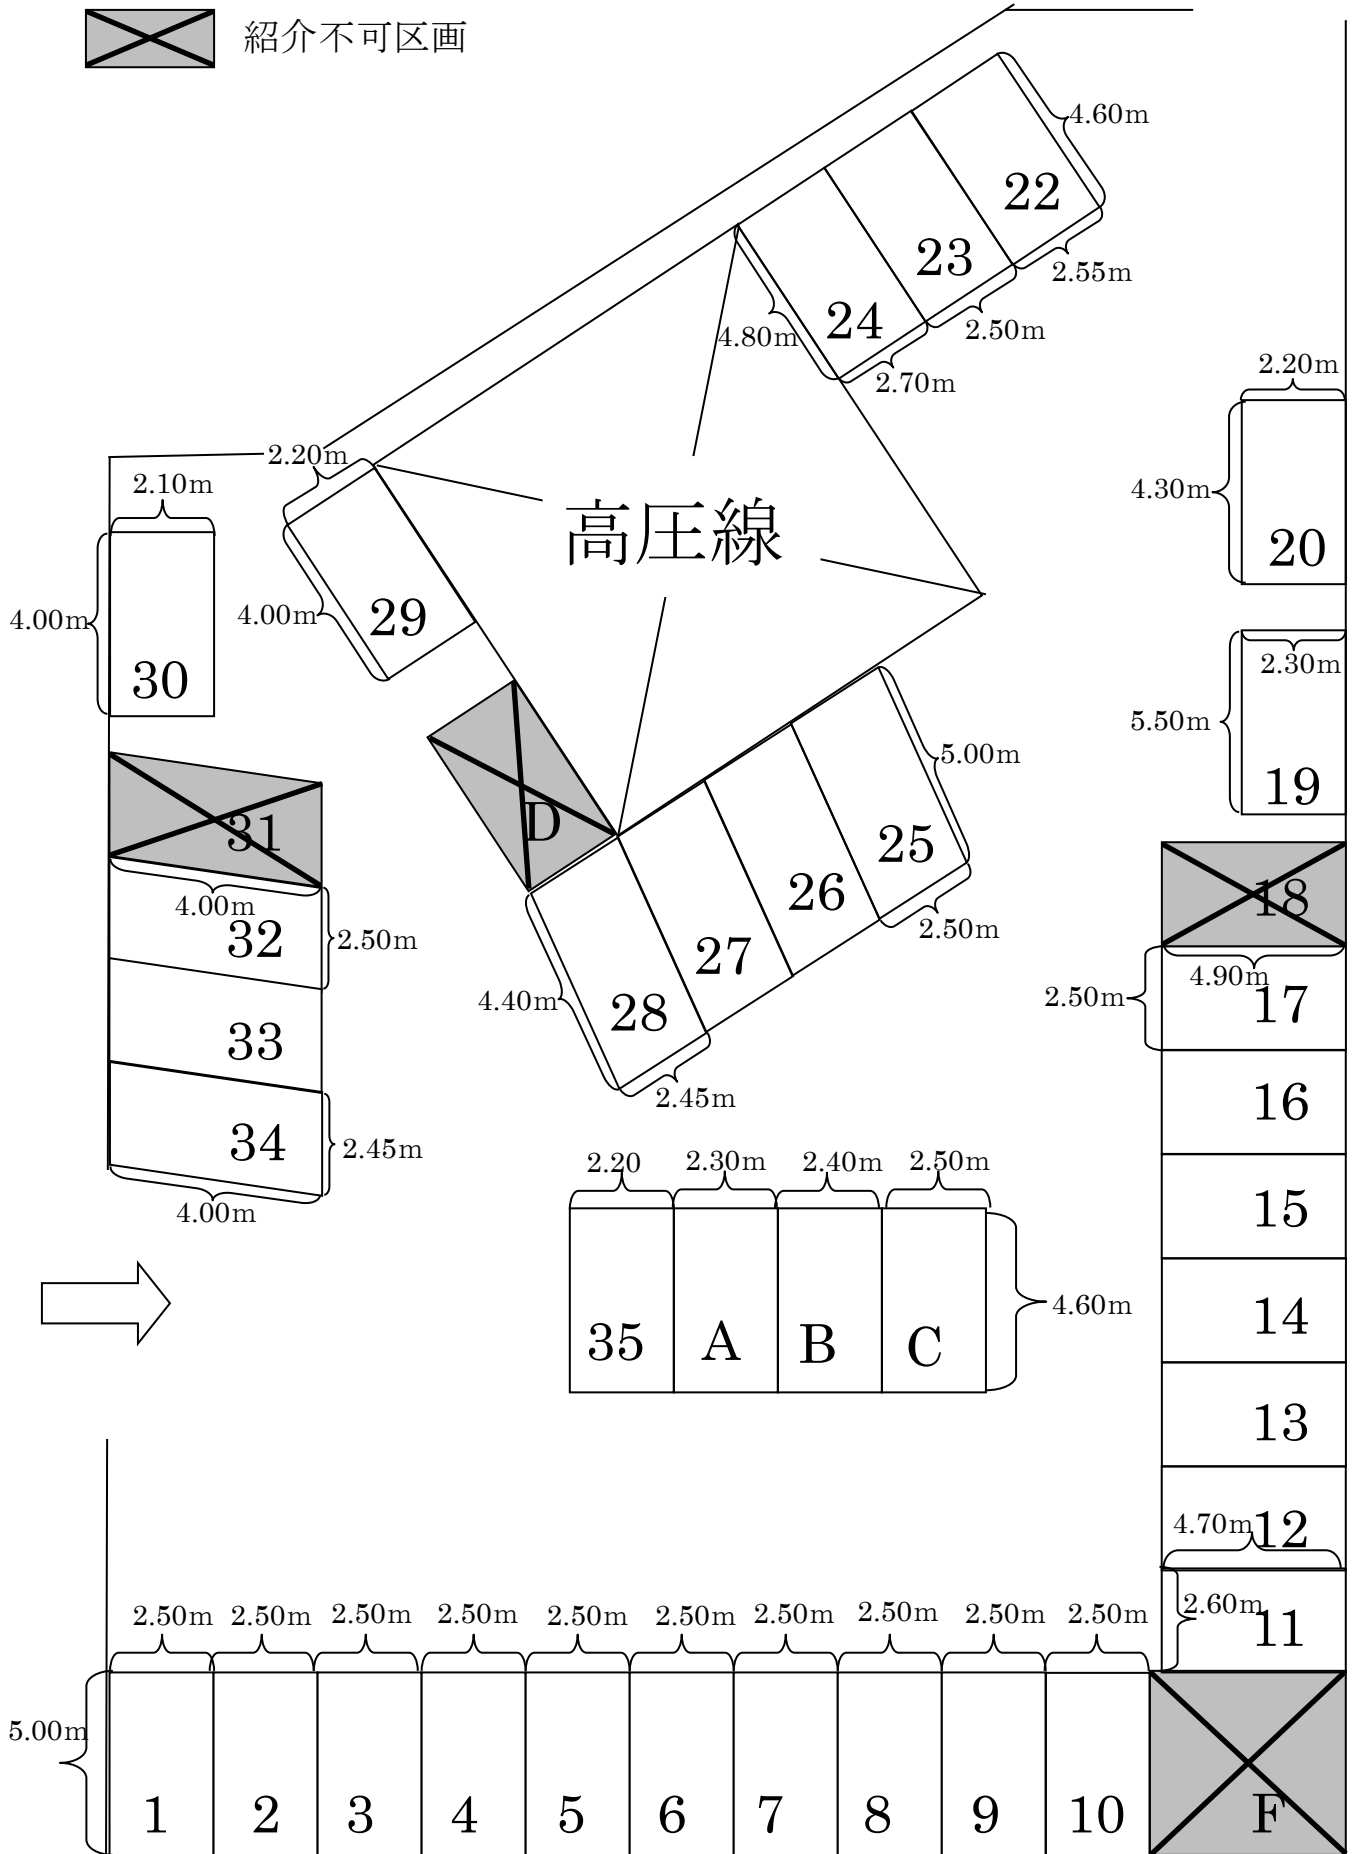 紹介不可区画
4.60m
22
2.55m
23
2.50m
24
4.80m
2.70m
2.20m
4.30m
20
2.20m
2.10m
高圧線
4.00m
30
4.00m
29
2.30m
5.50m
19
31
4.00m
32
2.50m
33
34
2.45m
4.00m
D
5.00m
25
2.50m
26
27
28
4.40m
2.45m
18
4.90m
2.50m
17
16
15
14
13
12
4.70m
2.60m
11
2.20
2.30m
2.40m
2.50m
35
A
B
C
4.60m
2.50m
2.50m
2.50m
2.50m
2.50m
2.50m
2.50m
2.50m
2.50m
2.50m
5.00m
1
2
3
4
5
6
7
8
9
10
F